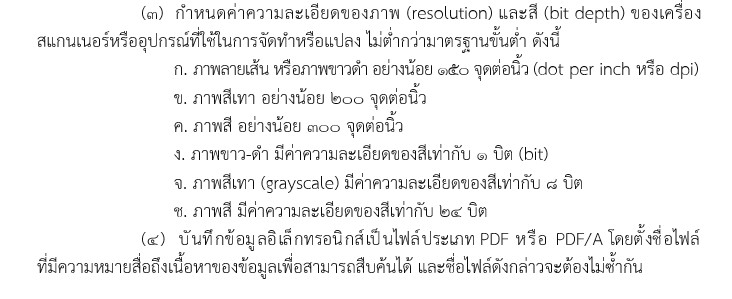 (๓) กำหนดค่าความละเอียดของภาพ (resolution) และสี (bit depth) ของเครื่อง
สแกนเนอร์หรืออุปกรณ์ที่ใช้ในการจัดทำหรือแปลง ไม่ต่ำกว่ามาตรฐานขั้นต่ำ ดังนี้
ก. ภาพลายเส้น หรือภาพขาวดำ อย่างน้อย ๑๕๐ จุดต่อนิ้ว (dot per inch หรือ dpi)
ข. ภาพสีเทา อย่างน้อย ๒๐๐ จุดต่อนิ้ว
ค. ภาพสี อย่างน้อย ๓๐๐ จุดต่อนิ้ว
ง. ภาพขาว-ดำ มีค่าความละเอียดของสีเท่ากับ ๑ บิต (bit)
จ. ภาพสีเทา (grayscale) มีค่าความละเอียดของสีเท่ากับ ๘ บิต
ช. ภาพสี มีค่าความละเอียดของสีเท่ากับ ๒๔ บิต
(๔) บันทึกข้อมูลอิเล็กทรอนิกส์เป็นไฟล์ประเภท PDF หรือ PDF/A โดยตั้งชื่อไฟล์
ที่มีความหมายสื่อถึงเนื้อหาของข้อมูลเพื่อสามารถสืบค้นได้ และชื่อไฟล์ดังกล่าวจะต้องไม่ซ้ำกัน